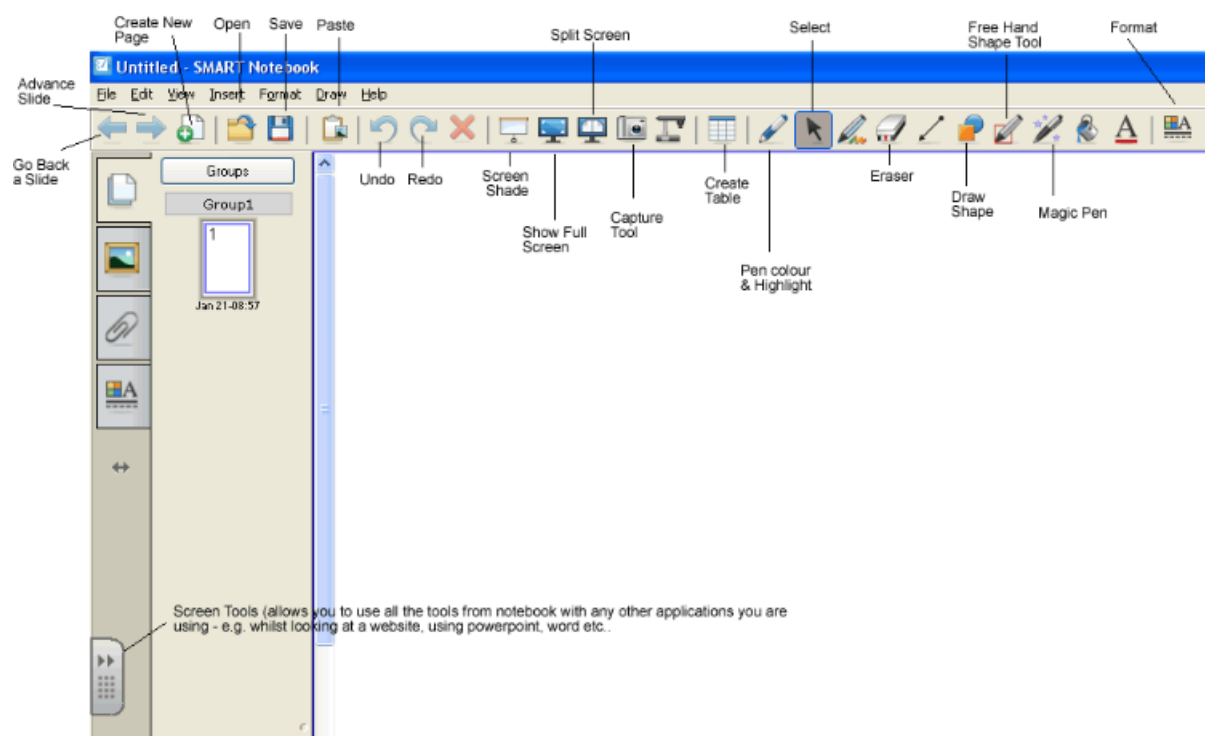 Create New
Page
Open
Save
Paste
Split Screen
Select
Free Hand
Shape Tool
Format
Untitled - SMART Notebook
Advance
Slide
File Edit View Insert Format Draw Help
Go Back
a Slide
Groups
Group1
1
Jan 21-08:57
Undo
Redo
Screen
Shade
Show Full
Screen
Capture
Tool
Create
Table
Pen colour
& Highlight
Eraser
Draw
Shape
Magic Pen
A
A
A
Screen Tools (allows you to use all the tools from notebook with any other applications you are
using - e.g. whilst looking at a website, using powerpoint, word etc..